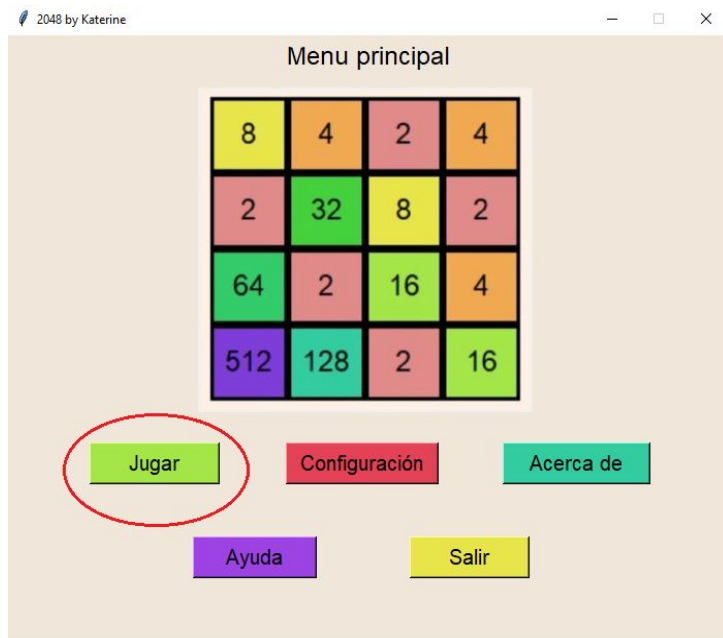 2048 by Katerine
Menu principal
8 4 2 4
2 32 8 2
64 2 16 4
512 128 2 16
Jugar Configuración Acerca de
Ayuda Salir